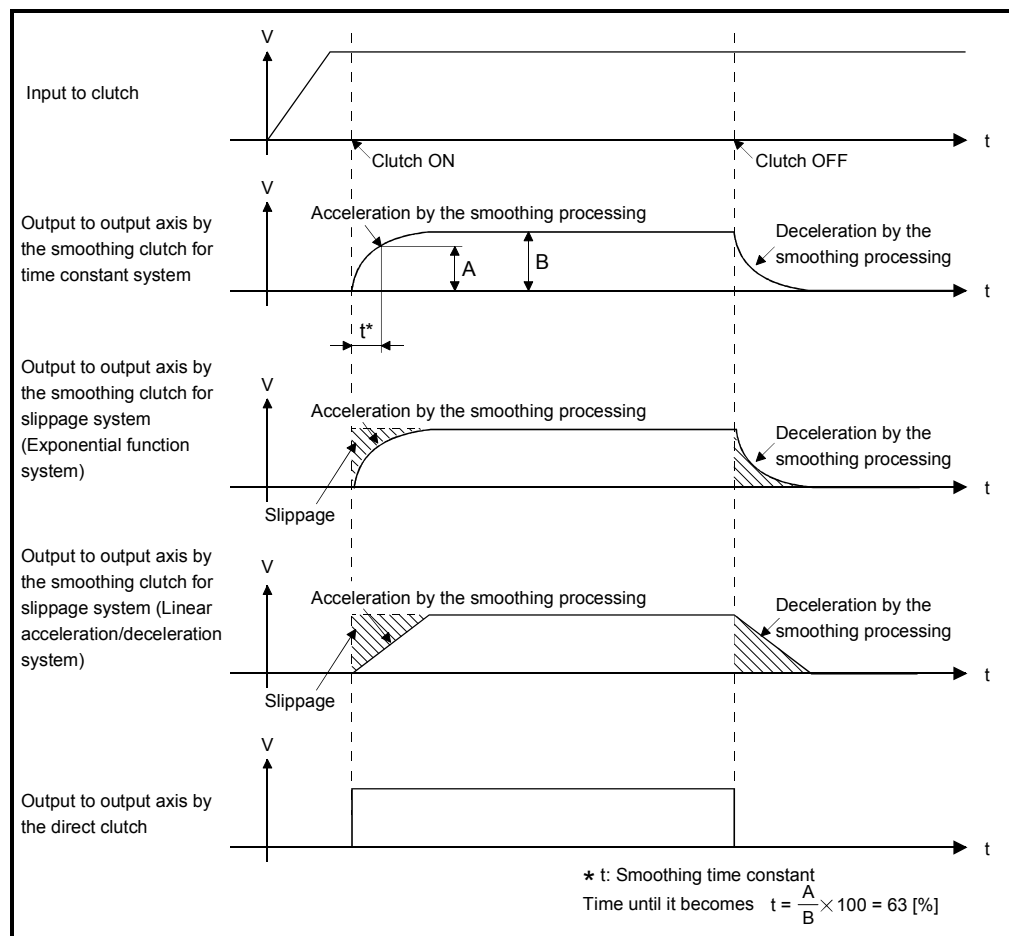 V
Input to clutch
t
Clutch ON
Clutch OFF
V
Output to output axis by
the smoothing clutch for
time constant system
Acceleration by the smoothing processing
A
B
Deceleration by the
smoothing processing
t
t*
Output to output axis by
the smoothing clutch for
slippage system
(Exponential function
system)
V
Acceleration by the smoothing processing
Deceleration by the
smoothing processing
t
Slippage
Output to output axis by
the smoothing clutch for
slippage system (Linear
acceleration/deceleration
system)
V
Acceleration by the smoothing processing
Deceleration by the
smoothing processing
t
Slippage
V
Output to output axis by
the direct clutch
t
* t: Smoothing time constant
Time until it becomes t = A/B × 100 = 63 [%]